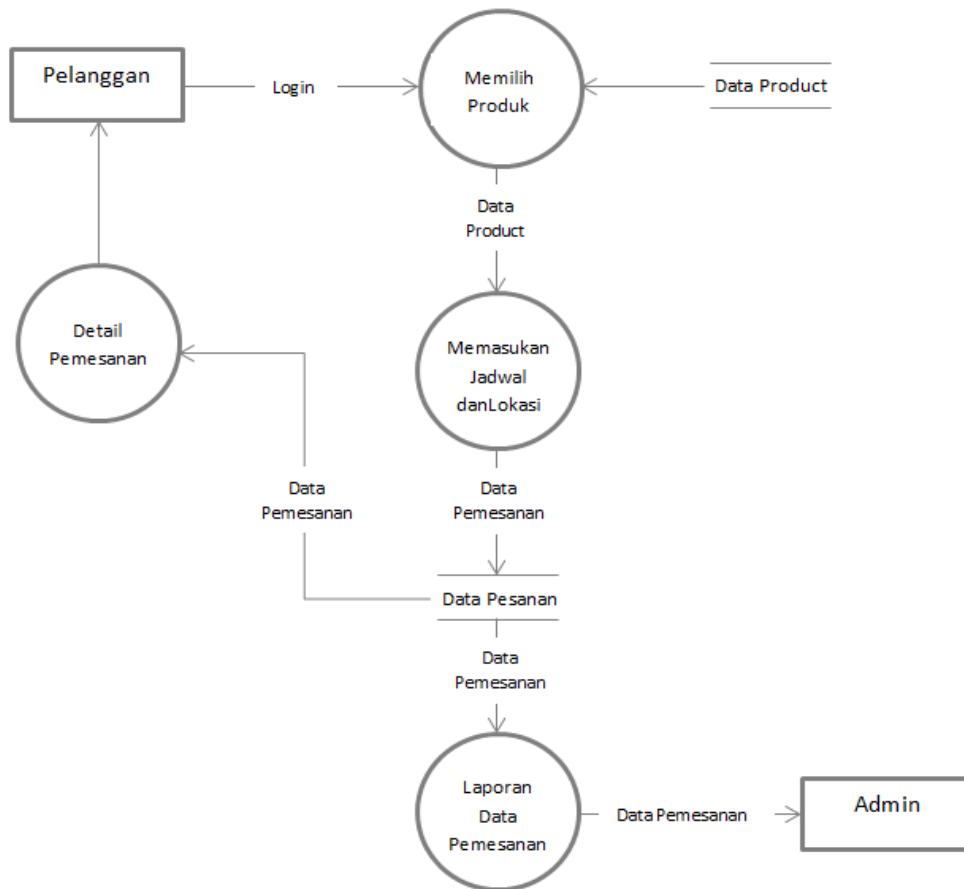 Pelanggan
Login
Memilih
Produk
Data Product
Data
Product
Detail
Pemesanan
Memasukan
Jadwal
danLokasi
Data
Pemesanan
Data
Pemesanan
Data Pesanan
Data
Pemesanan
Laporan
Data
Pemesanan
Data Pemesanan
Admin